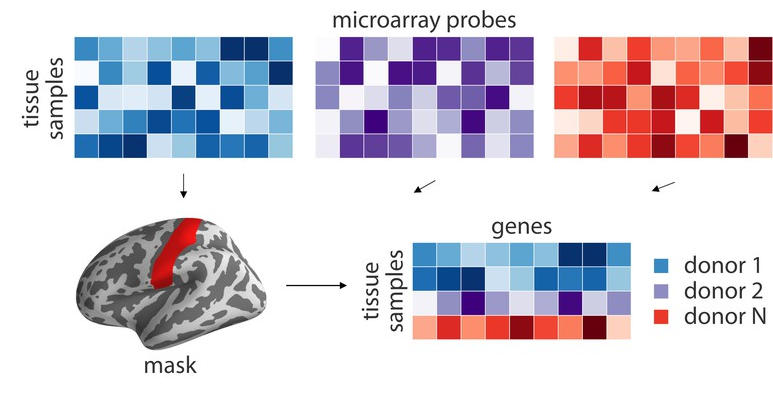 microarray probes
tissue
samples
mask
genes
tissue
samples
donor 1
donor 2
donor N